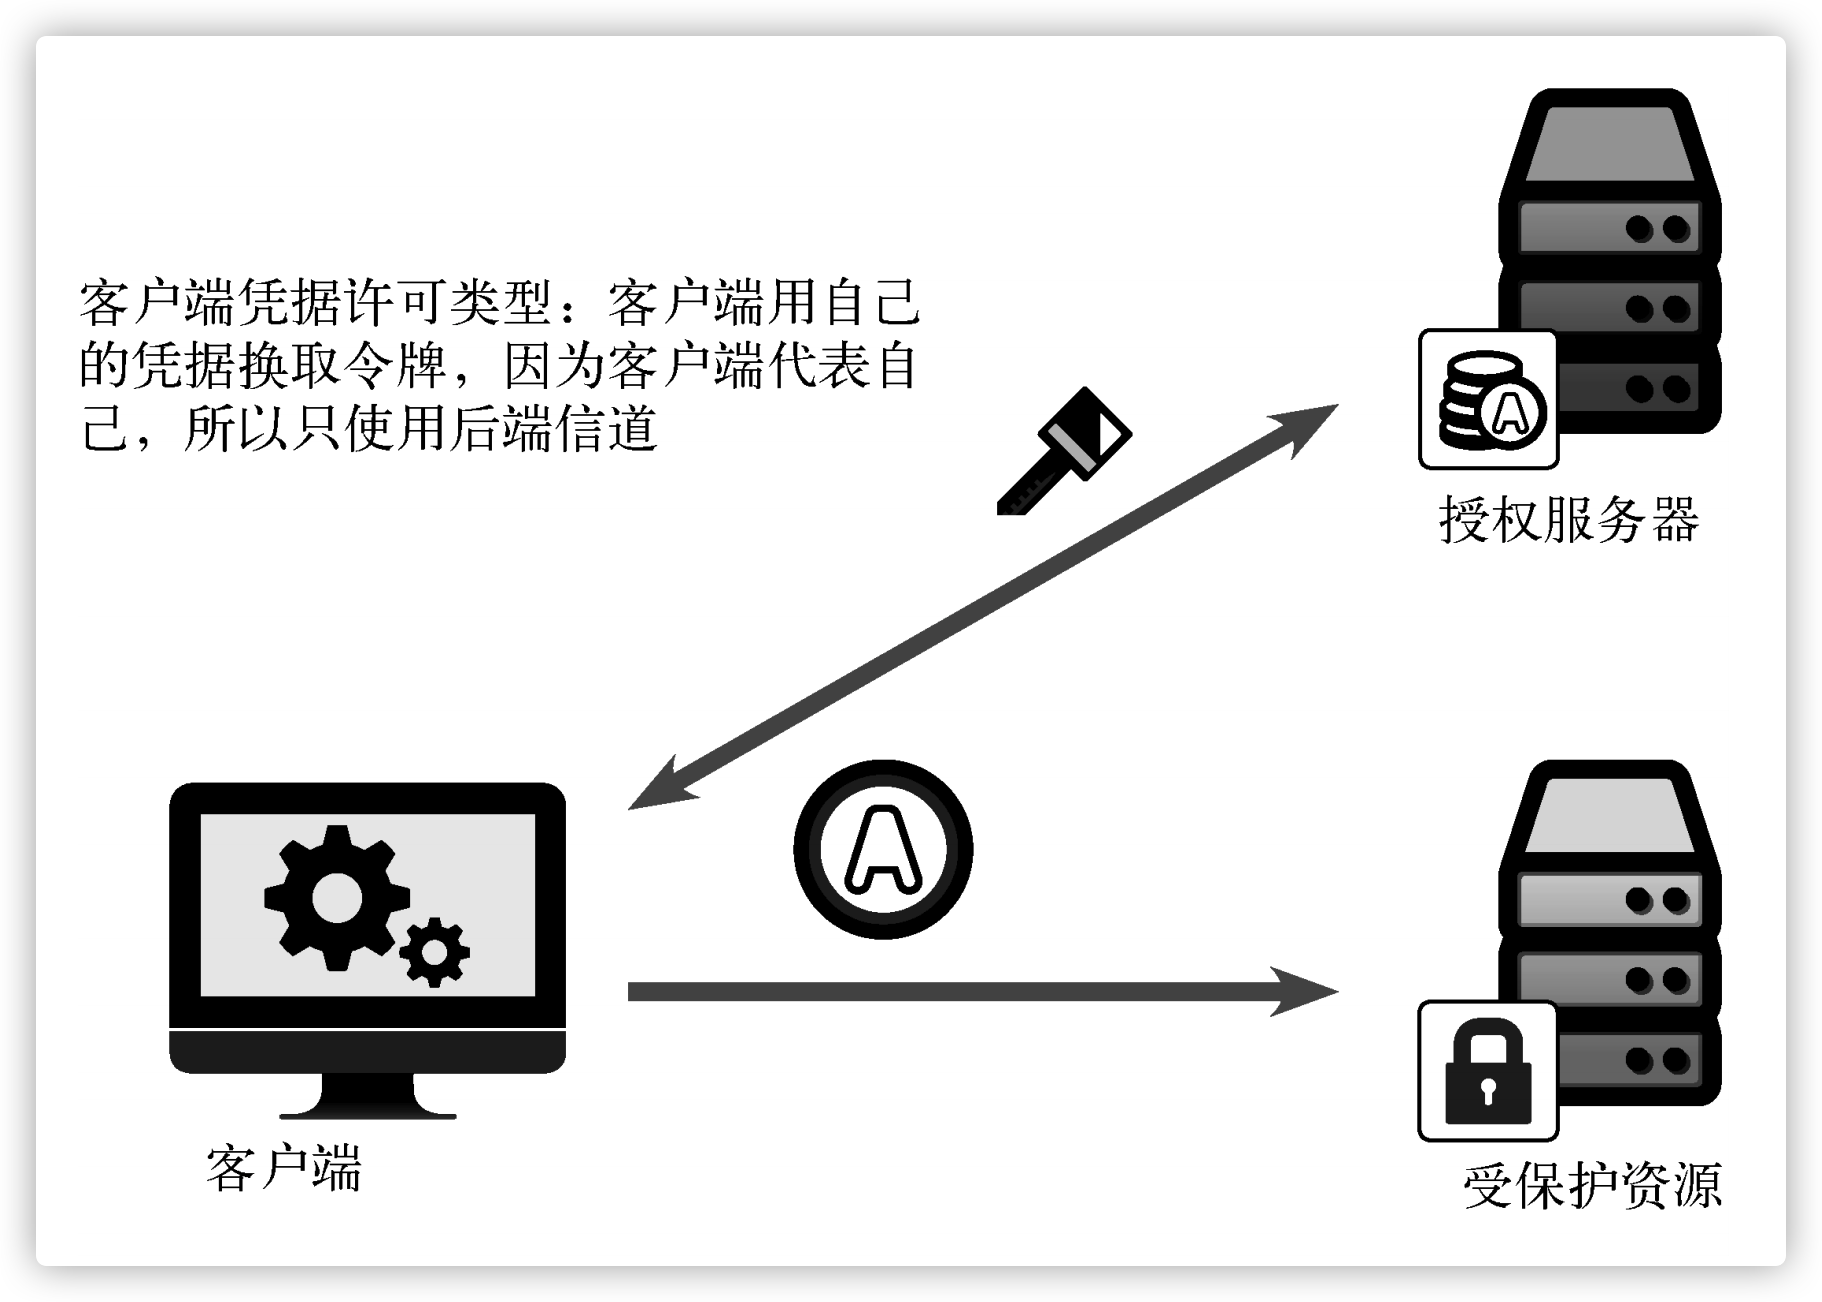 客户端凭据许可类型：客户端用自己
的凭据换取令牌，因为客户端代表自
己，所以只使用后端信道
A
授权服务器
A
客户端
受保护资源